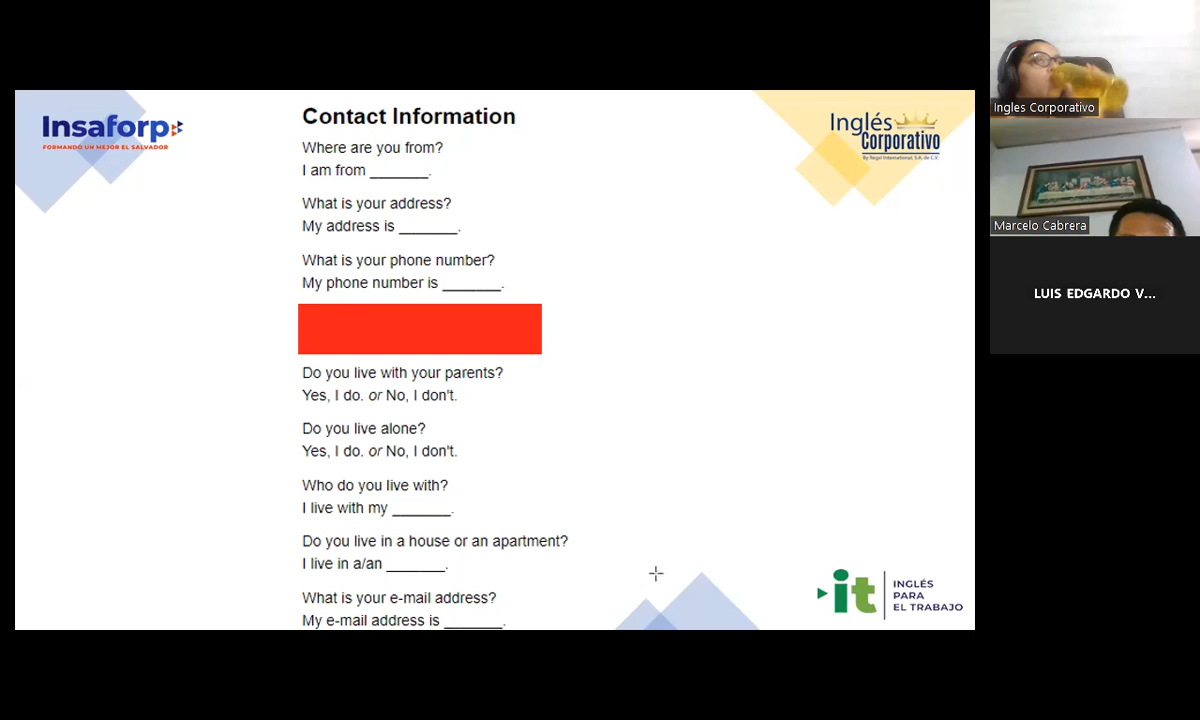 Insaforp
FORMANDO UN MEJOR EL SALVADOR
Contact Information
Where are you from?
I am from _______.
What is your address?
My address is _______.
What is your phone number?
My phone number is _______.
Do you live with your parents?
Yes, I do. or No, I don't.
Do you live alone?
Yes, I do. or No, I don't.
Who do you live with?
I live with my _______.
Do you live in a house or an apartment?
I live in a/an _______.
What is your e-mail address?
My e-mail address is _______.
Inglés
Corporativo
By Regal International, S.A. de C.V.
it
INGLÉS
PARA
EL TRABAJO
Ingles Corporativo
Marcelo Cabrera
LUIS EDGARDO V...